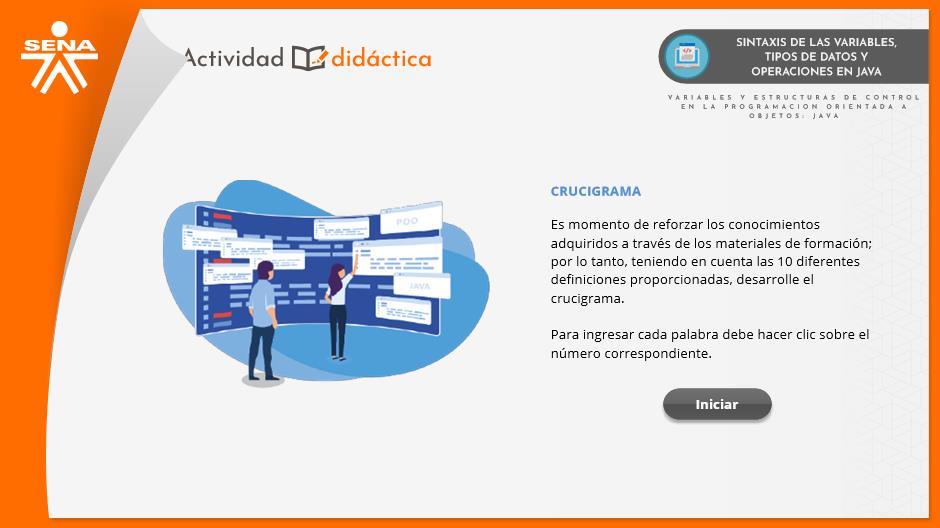 SENA
Actividad didáctica
SINTAXIS DE LAS VARIABLES,
TIPOS DE DATOS Y
OPERACIONES EN JAVA
VARIABLES Y ESTRUCTURAS DE CONTROL
EN LA PROGRAMACION ORIENTADA A
OBJETOS: JAVA
POO
JAVA
CRUCIGRAMA
Es momento de reforzar los conocimientos
adquiridos a través de los materiales de formación;
por lo tanto, teniendo en cuenta las 10 diferentes
definiciones proporcionadas, desarrolle el
crucigrama.
Para ingresar cada palabra debe hacer clic sobre el
número correspondiente.
Iniciar